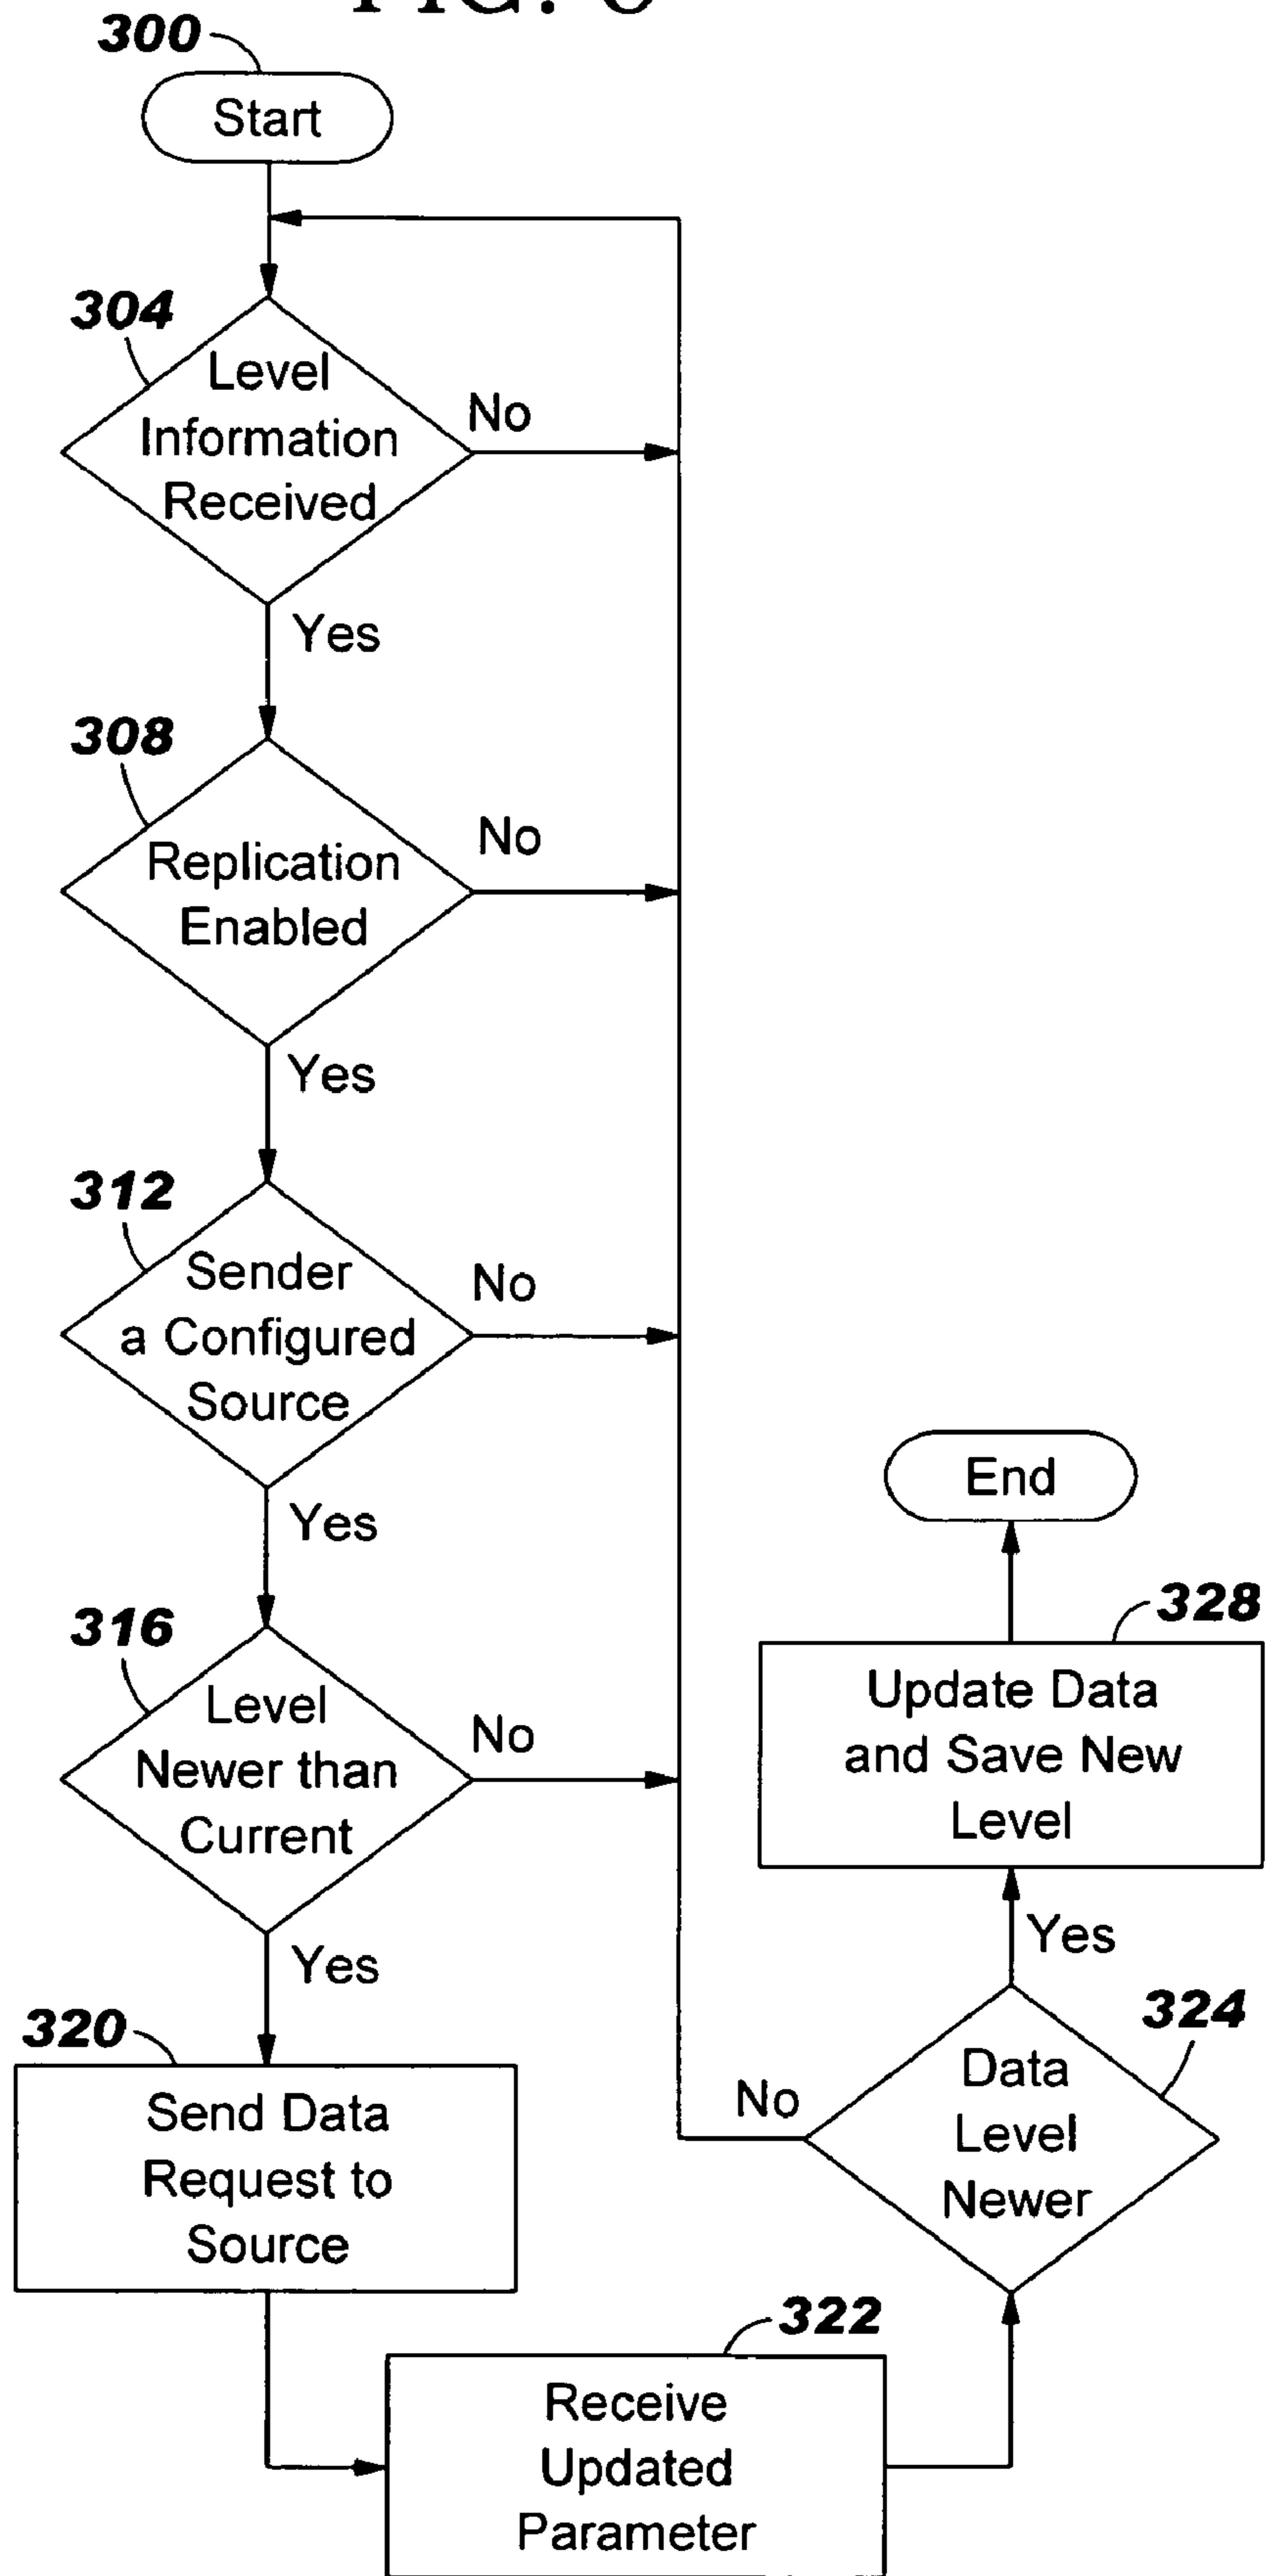 300
Start
304
Level
Information
Received
No
Yes
308
Replication
Enabled
No
Yes
312
Sender
a Configured
Source
No
Yes
316
Level
Newer than
Current
No
Yes
320
Send Data
Request to
Source
322
Receive
Updated
Parameter
324
Data
Level
Newer
No
Yes
328
Update Data
and Save New
Level
End